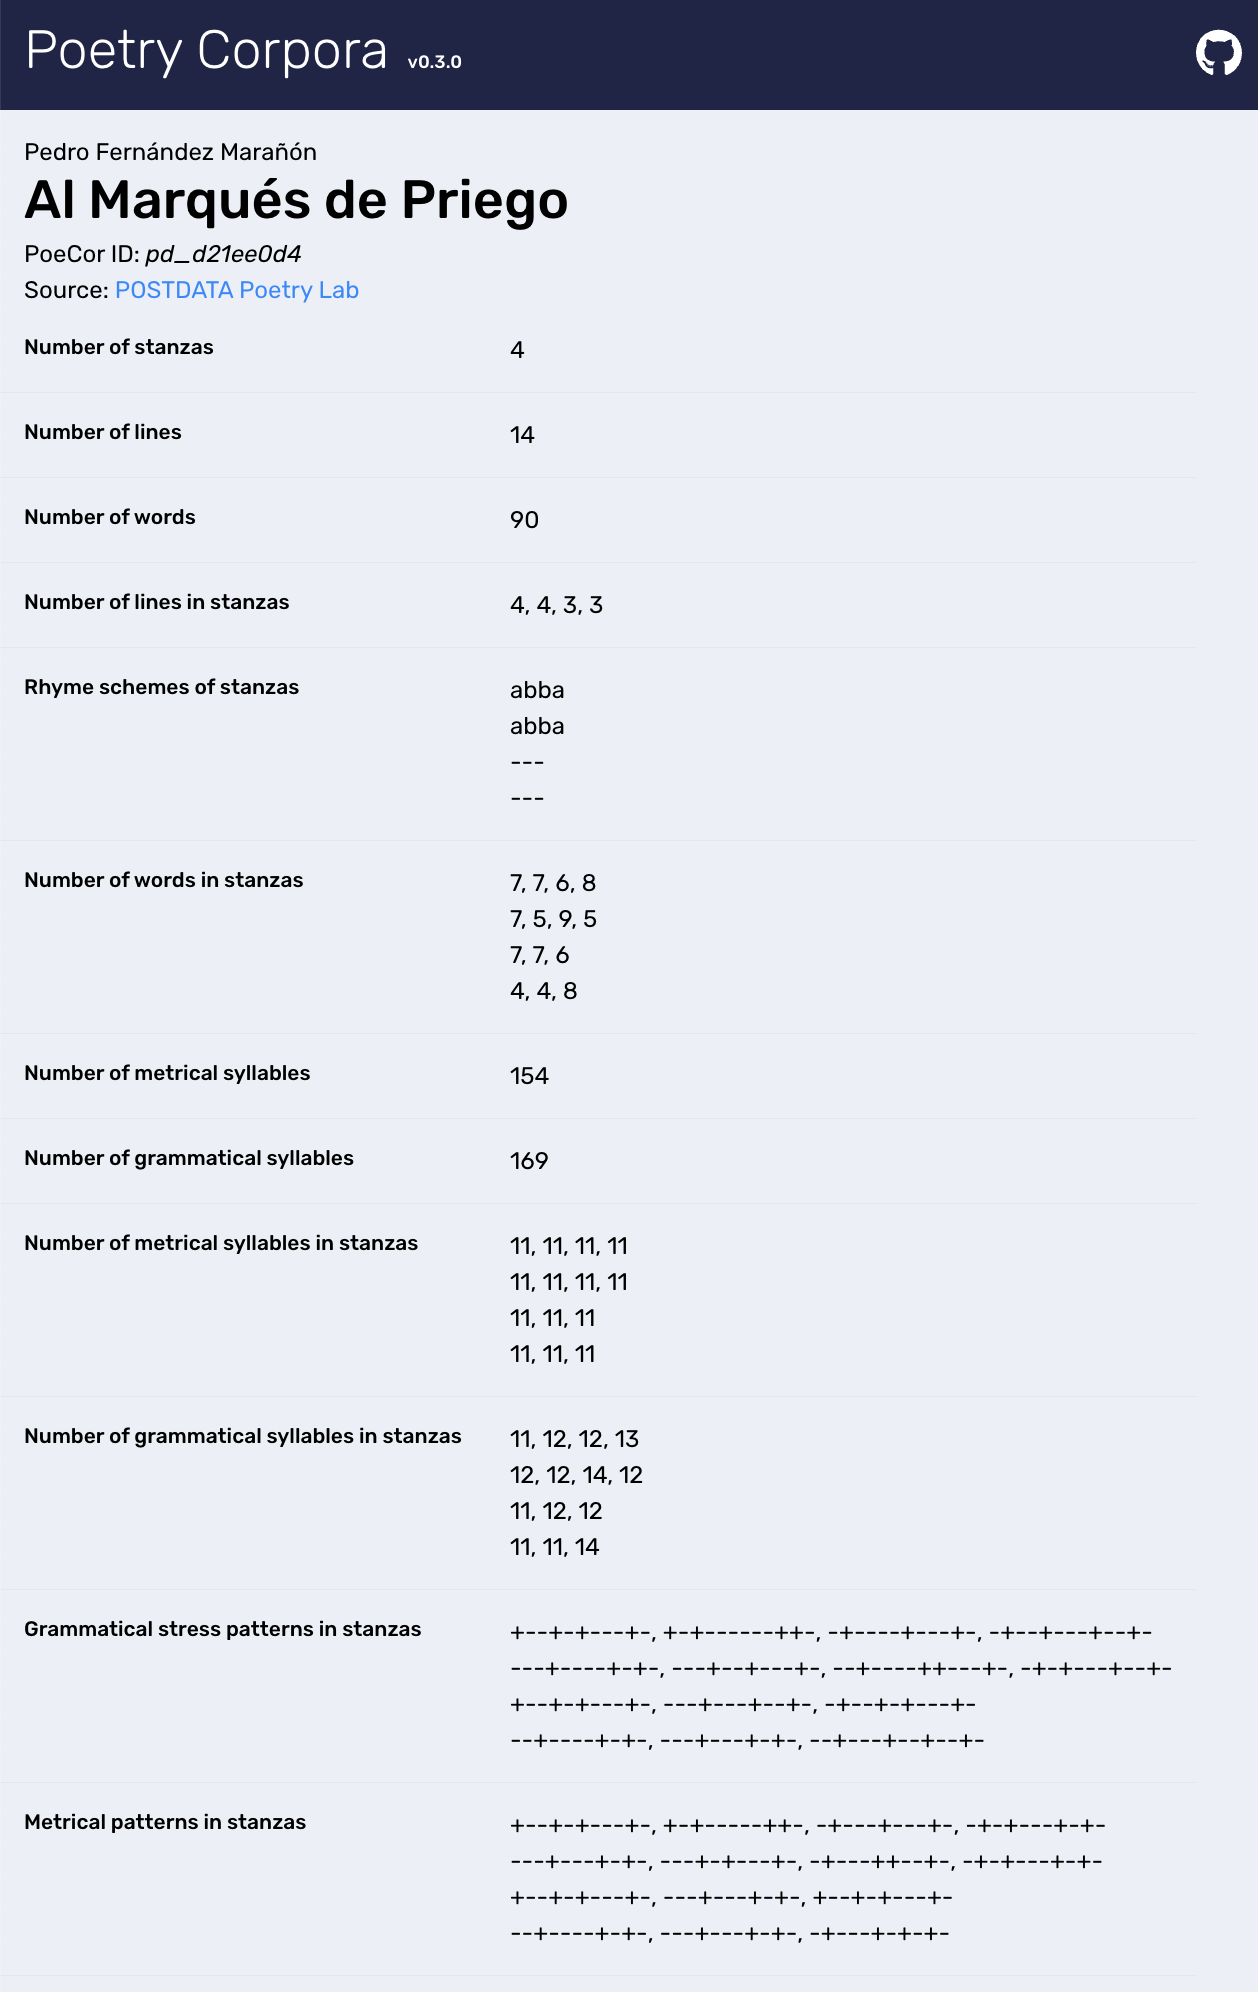 Poetry Corpora v0.3.0
Pedro Fernández Marañón
Al Marqués de Priego
PoeCor ID: pd_d21ee0d4
Source: POSTDATA Poetry Lab
Number of stanzas 4
Number of lines 14
Number of words 90
Number of lines in stanzas 4, 4, 3, 3
Rhyme schemes of stanzas abba
abba
---
---
Number of words in stanzas 7, 7, 6, 8
7, 5, 9, 5
7, 7, 6
4, 4, 8
Number of metrical syllables 154
Number of grammatical syllables 169
Number of metrical syllables in stanzas 11, 11, 11, 11
11, 11, 11, 11
11, 11, 11
11, 11, 11
Number of grammatical syllables in stanzas 11, 12, 12, 13
12, 12, 14, 12
11, 12, 12
11, 11, 14
Grammatical stress patterns in stanzas +--+-+---+-, +-+------++-, -+----+---+-, -+--+---+--+-
---+----+-+-, ---+--+---+-, --+----++---+-, -+-+---+--+-
+--+-+---+-, ---+---+--+-, -+--+-+---+-
--+----+-+-, ---+---+-+-, --+---+--+--+-
Metrical patterns in stanzas +--+-+---+-, +-+-----++-, -+---+---+-, -+-+---+-+-
---+---+-+-, ---+-+---+-, -+---++--+-, -+-+---+-+-
+--+-+---+-, ---+---+-+-, +--+-+---+-
--+----+-+-, ---+---+-+-, -+---+-+-+-